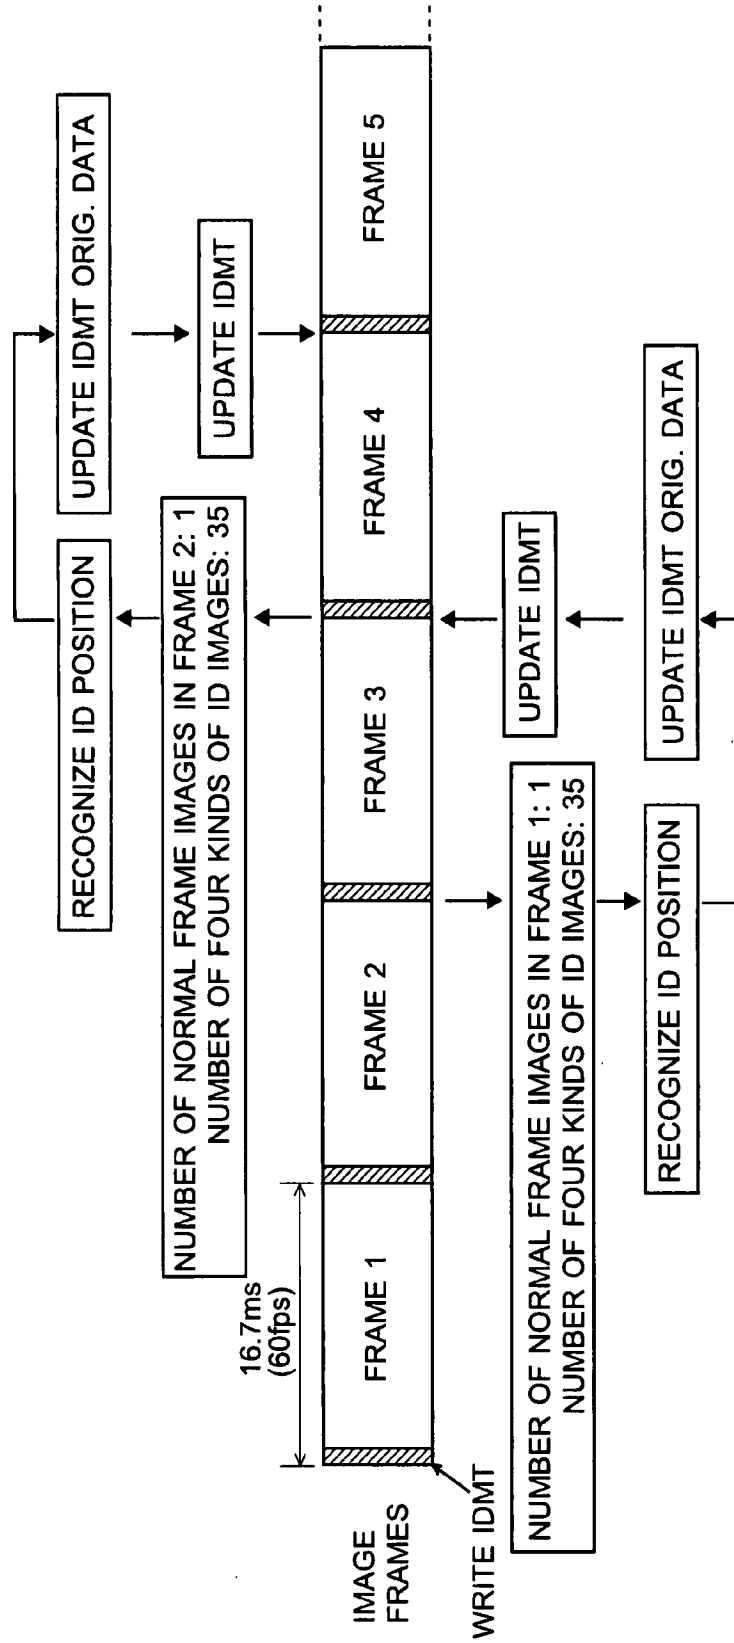 RECOGNIZE ID POSITION
UPDATE IDMT ORIG. DATA
NUMBER OF NORMAL FRAME IMAGES IN FRAME 2: 1
NUMBER OF FOUR KINDS OF ID IMAGES: 35
UPDATE IDMT
16.7ms
(60fps)
IMAGE
FRAMES
FRAME 1
FRAME 2
FRAME 3
FRAME 4
FRAME 5
WRITE IDMT
NUMBER OF NORMAL FRAME IMAGES IN FRAME 1: 1
NUMBER OF FOUR KINDS OF ID IMAGES: 35
UPDATE IDMT
RECOGNIZE ID POSITION
UPDATE IDMT ORIG. DATA